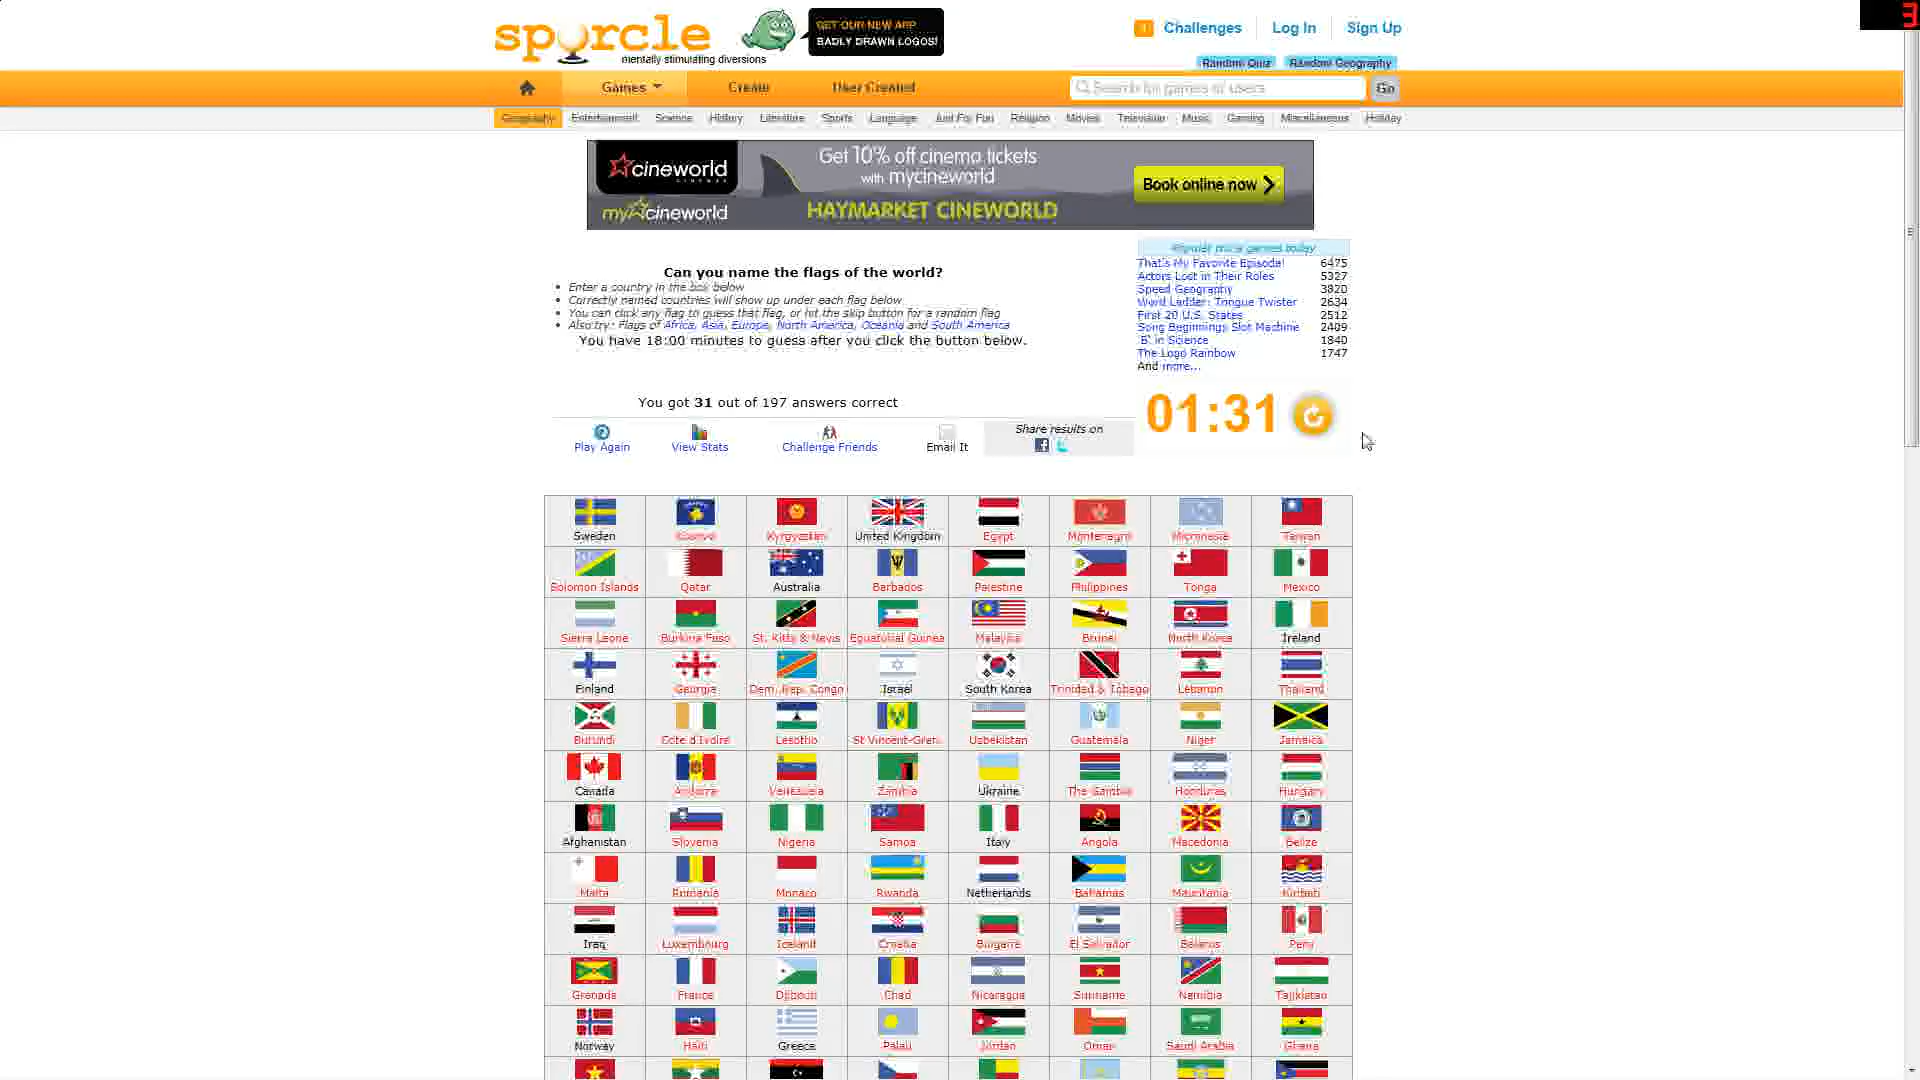 3
sporcle
mentally stimulating diversions
GET OUR NEW APP
BADLY DRAWN LOGOS!
Challenges Log In Sign Up
Random Quiz Random Geography
Games Create User Created Search for games or users Go
Geography Entertainment Science History Literature Sports Language Just For Fun Religion Movies Television Music Gaming Miscellaneous Holiday
cineworld
CINEMAS
my cineworld
Get 10% off cinema tickets
with mycineworld
HAYMARKET CINEWORLD
Book online now
Popular quiz games today
That's My Favorite Episode! 6475
Actors Lost in Their Roles 5327
Speed Geography 3820
Word Ladder: Tongue Twister 2634
First 20 U.S. States 2512
Song Beginnings Slot Machine 2409
'B' in Science 1840
The Logo Rainbow 1747
And more...
Can you name the flags of the world?
Enter a country in the box below
Correctly named countries will show up under each flag below
You can click any flag to guess that flag, or hit the skip button for a random flag
Also try: Flags of Africa, Asia, Europe, North America, Oceania and South America
You have 18:00 minutes to guess after you click the button below.
You got 31 out of 197 answers correct
01:31
Play Again View Stats Challenge Friends Email It
Share results on
Sweden Kosovo Kyrgyzstan United Kingdom Egypt Montenegro Micronesia Taiwan
Solomon Islands Qatar Australia Barbados Palestine Philippines Tonga Mexico
Sierra Leone Burkina Faso St. Kitts & Nevis Equatorial Guinea Malaysia Brunei North Korea Ireland
Finland Georgia Dem. Rep. Congo Israel South Korea Trinidad & Tobago Lebanon Thailand
Burundi Cote d'Ivoire Lesotho St Vincent-Gren. Uzbekistan Guatemala Niger Jamaica
Canada Andorra Venezuela Zambia Ukraine The Gambia Honduras Hungary
Afghanistan Slovenia Nigeria Samoa Italy Angola Macedonia Belize
Malta Romania Monaco Rwanda Netherlands Bahamas Mauritania Kiribati
Iraq Luxembourg Iceland Croatia Bulgaria El Salvador Belarus Peru
Grenada France Djibouti Chad Nicaragua Suriname Namibia Tajikistan
Norway Haiti Greece Palau Jordan Oman Saudi Arabia Ghana